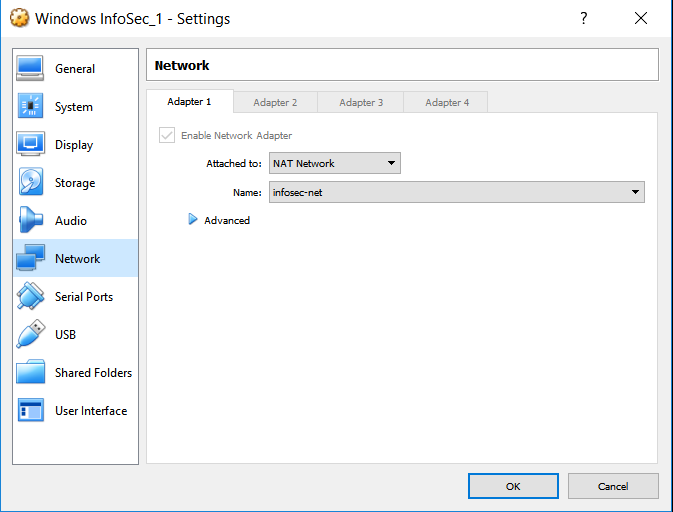 Windows InfoSec_1 - Settings
?
General
System
Display
Storage
Audio
Network
Serial Ports
USB
Shared Folders
User Interface
Network
Adapter 1
Adapter 2
Adapter 3
Adapter 4
Enable Network Adapter
Attached to: NAT Network
Name: infosec-net
Advanced
OK
Cancel